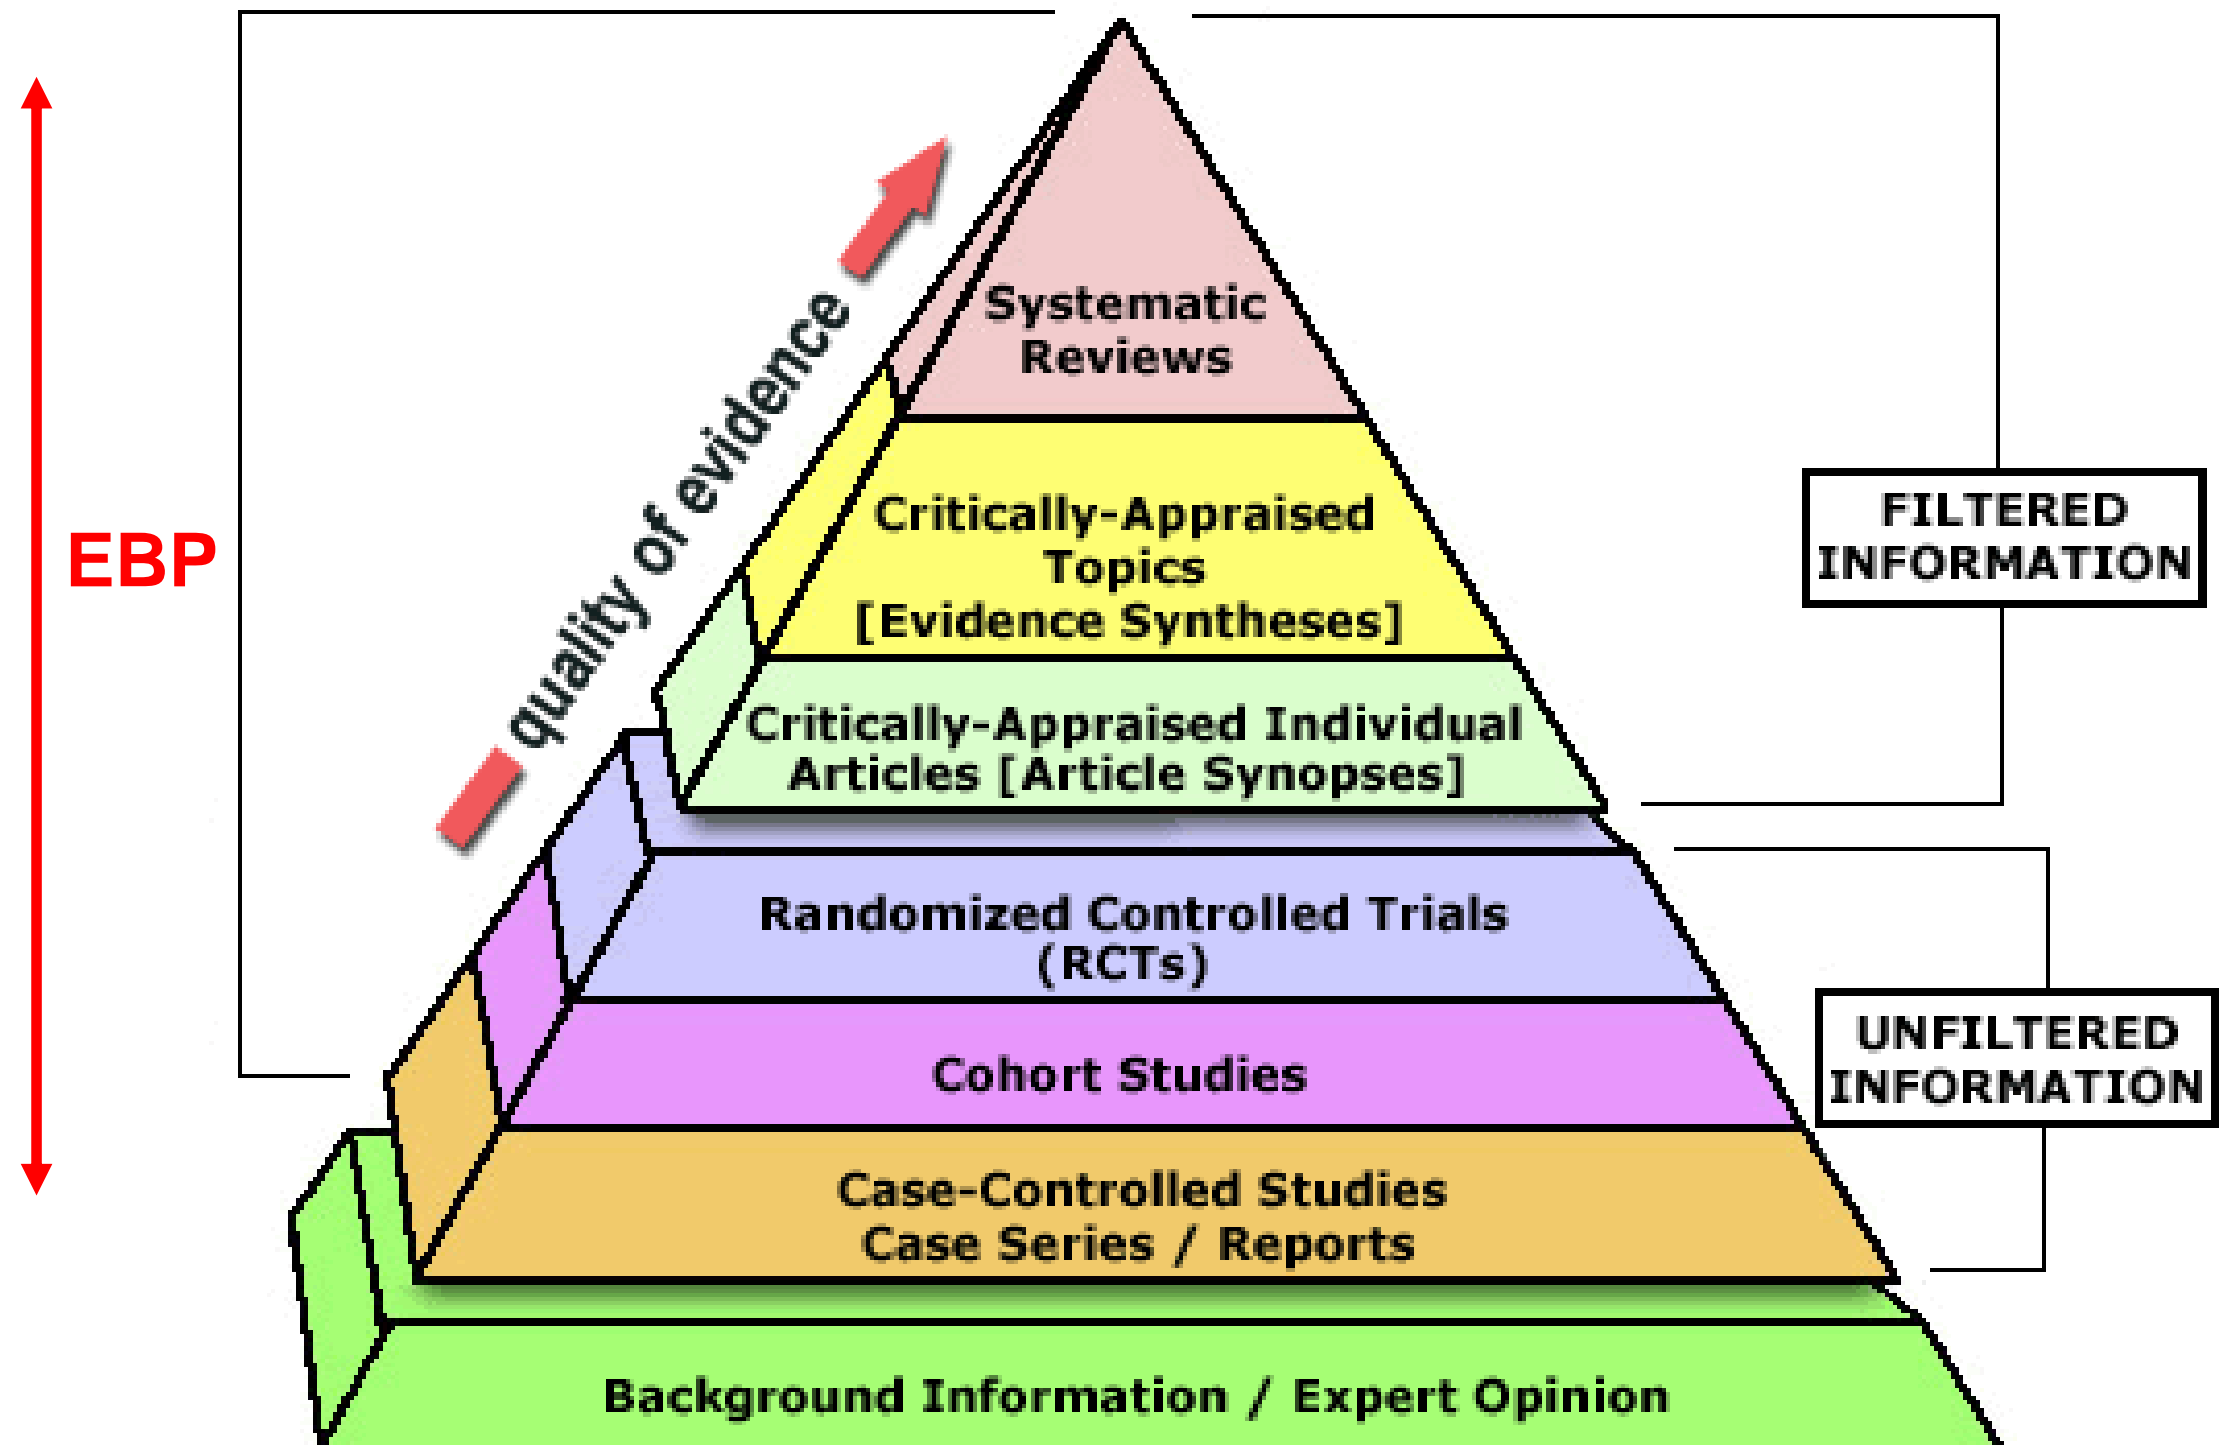 EBP
quality of evidence
Systematic
Reviews
Critically-Appraised
Topics
[Evidence Syntheses]
Critically-Appraised Individual
Articles [Article Synopses]
Randomized Controlled Trials
(RCTs)
Cohort Studies
Case-Controlled Studies
Case Series / Reports
Background Information / Expert Opinion
FILTERED
INFORMATION
UNFILTERED
INFORMATION